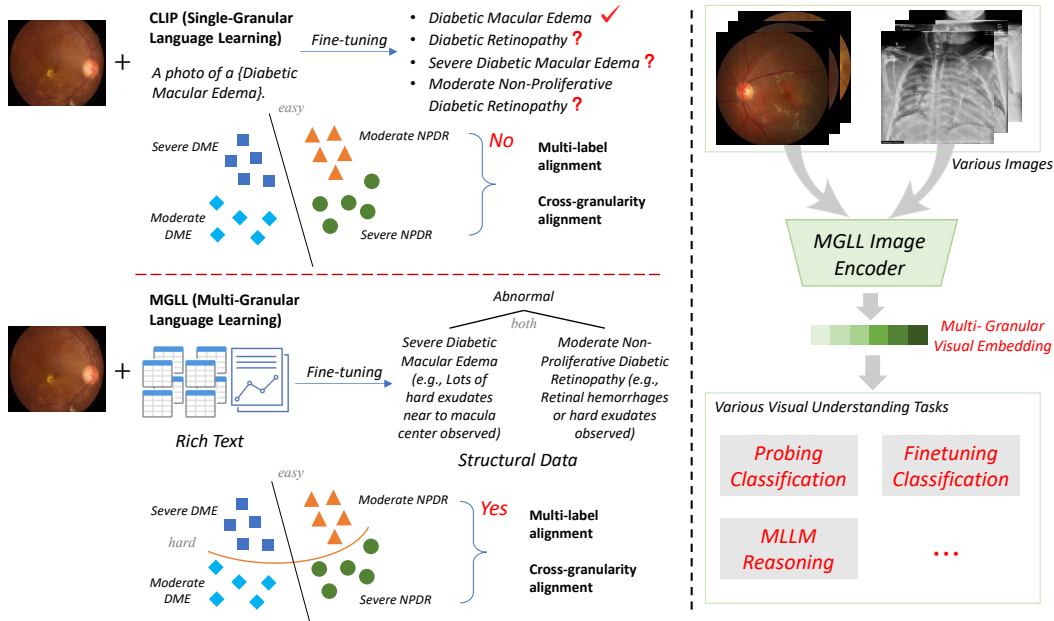 CLIP (Single-Granular
Language Learning)
+
A photo of a {Diabetic
Macular Edema}.
Fine-tuning
• Diabetic Macular Edema ✓
• Diabetic Retinopathy ?
• Severe Diabetic Macular Edema ?
• Moderate Non-Proliferative
Diabetic Retinopathy ?
easy
Severe DME
Moderate NPDR
Moderate
DME
Severe NPDR
No
Multi-label
alignment
Cross-granularity
alignment
MGLL (Multi-Granular
Language Learning)
+
Rich Text
Fine-tuning
Abnormal
both
Severe Diabetic
Macular Edema
(e.g., Lots of
hard exudates
near to macula
center observed)
Moderate Non-
Proliferative Diabetic
Retinopathy (e.g.,
Retinal hemorrhages
or hard exudates
observed)
Structural Data
easy
Severe DME
Moderate NPDR
hard
Moderate
DME
Severe NPDR
Yes
Multi-label
alignment
Cross-granularity
alignment
Various Images
MGLL Image
Encoder
Multi- Granular
Visual Embedding
Various Visual Understanding Tasks
Probing
Classification
Finetuning
Classification
MLLM
Reasoning
...